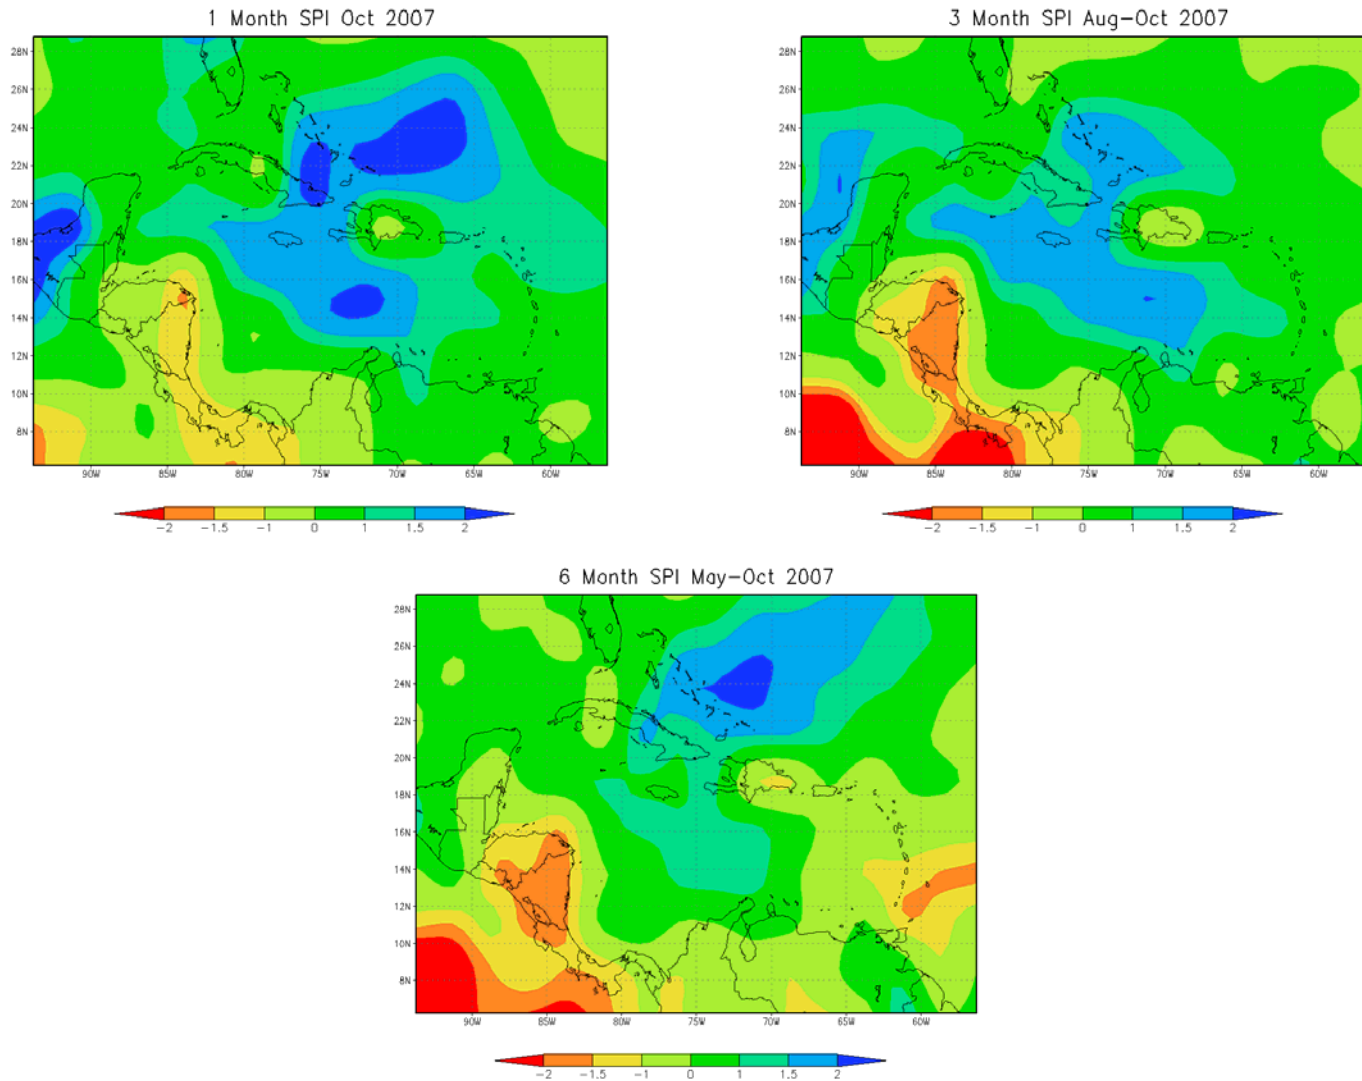 1 Month SPI Oct 2007
28N
26N
24N
22N
20N
18N
16N
14N
12N
10N
8N
90W 85W 80W 75W 70W 65W 60W
−2 −1.5 −1 0 1 1.5 2
3 Month SPI Aug−Oct 2007
28N
26N
24N
22N
20N
18N
16N
14N
12N
10N
8N
90W 85W 80W 75W 70W 65W 60W
−2 −1.5 −1 0 1 1.5 2
6 Month SPI May−Oct 2007
28N
26N
24N
22N
20N
18N
16N
14N
12N
10N
8N
90W 85W 80W 75W 70W 65W 60W
−2 −1.5 −1 0 1 1.5 2